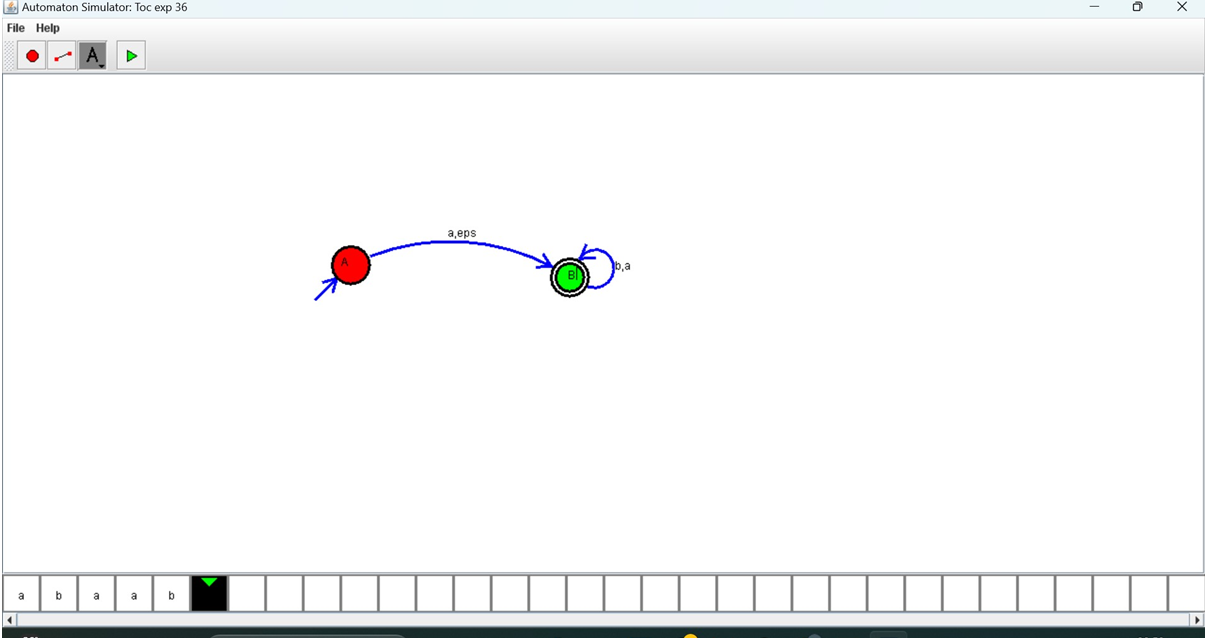 Automaton Simulator: Toc exp 36
File Help
A
a,eps
A
B
b,a
a b a a b